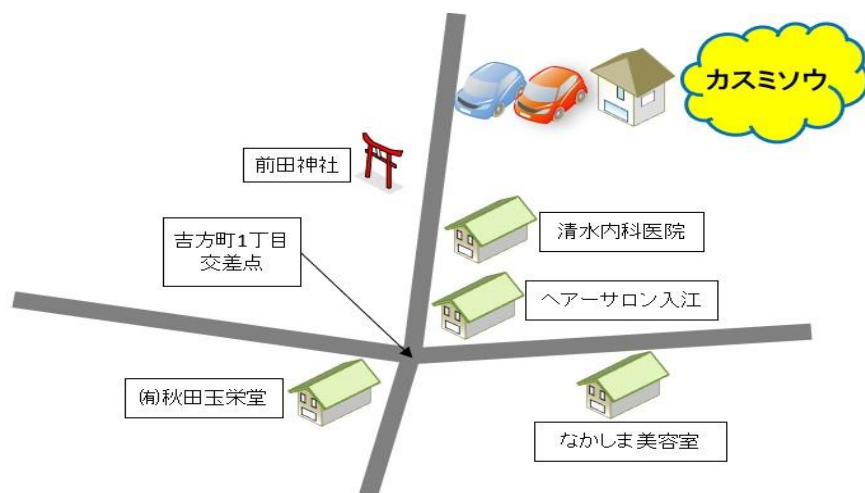 カスミソウ
前田神社
清水内科医院
吉方町1丁目
交差点
ヘアーサロン入江
㈲秋田玉栄堂
なかしま美容室